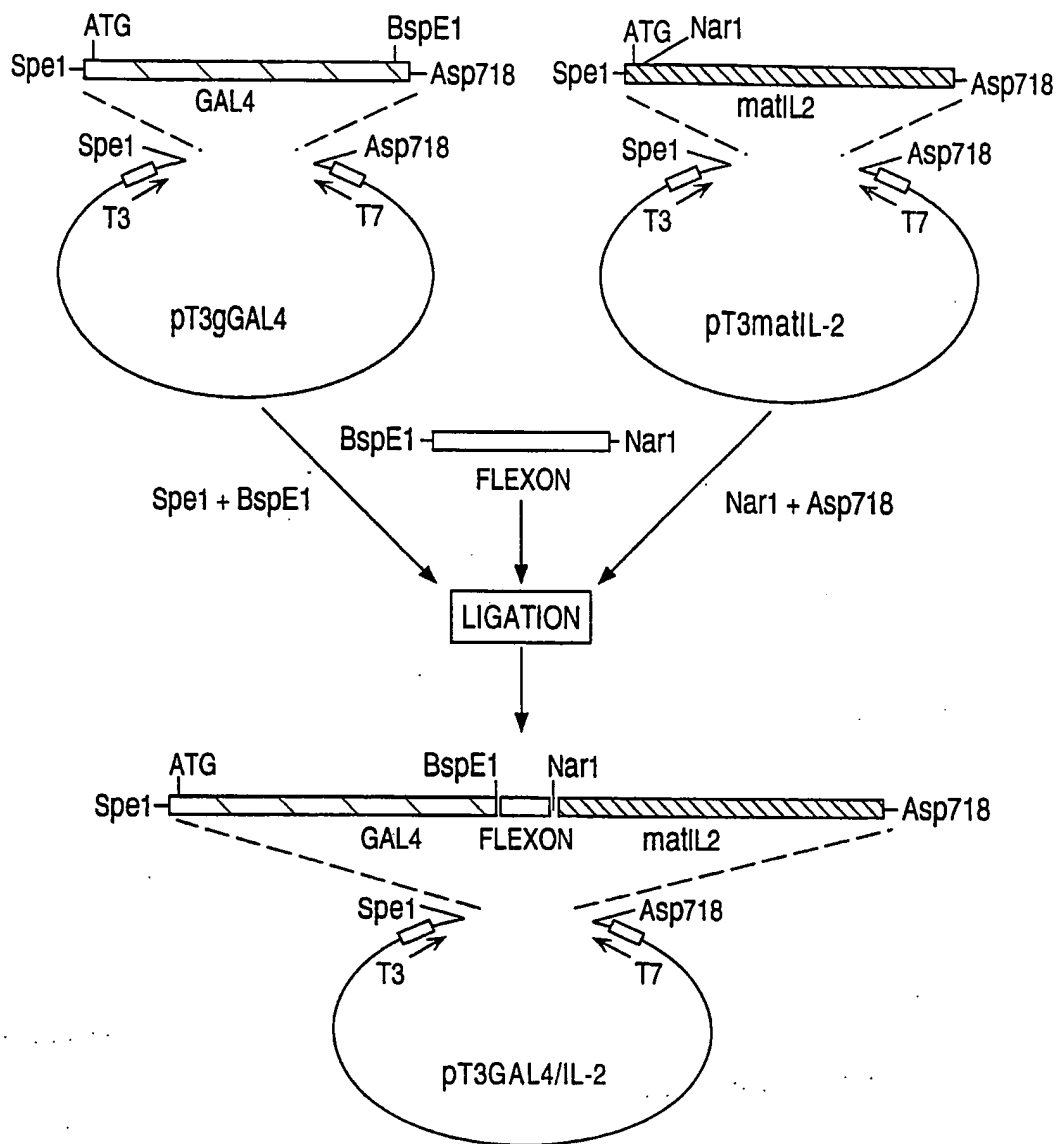 ATG
BspE1
Spe1
Asp718
GAL4
Spe1
Asp718
T3
T7
pT3gGAL4
ATG
Nar1
Spe1
Asp718
matIL2
Spe1
Asp718
T3
T7
pT3matIL-2
BspE1
Nar1
FLEXON
Spe1 + BspE1
Nar1 + Asp718
LIGATION
ATG
BspE1
Nar1
Spe1
Asp718
GAL4
FLEXON
matIL2
Spe1
Asp718
T3
T7
pT3GAL4/IL-2